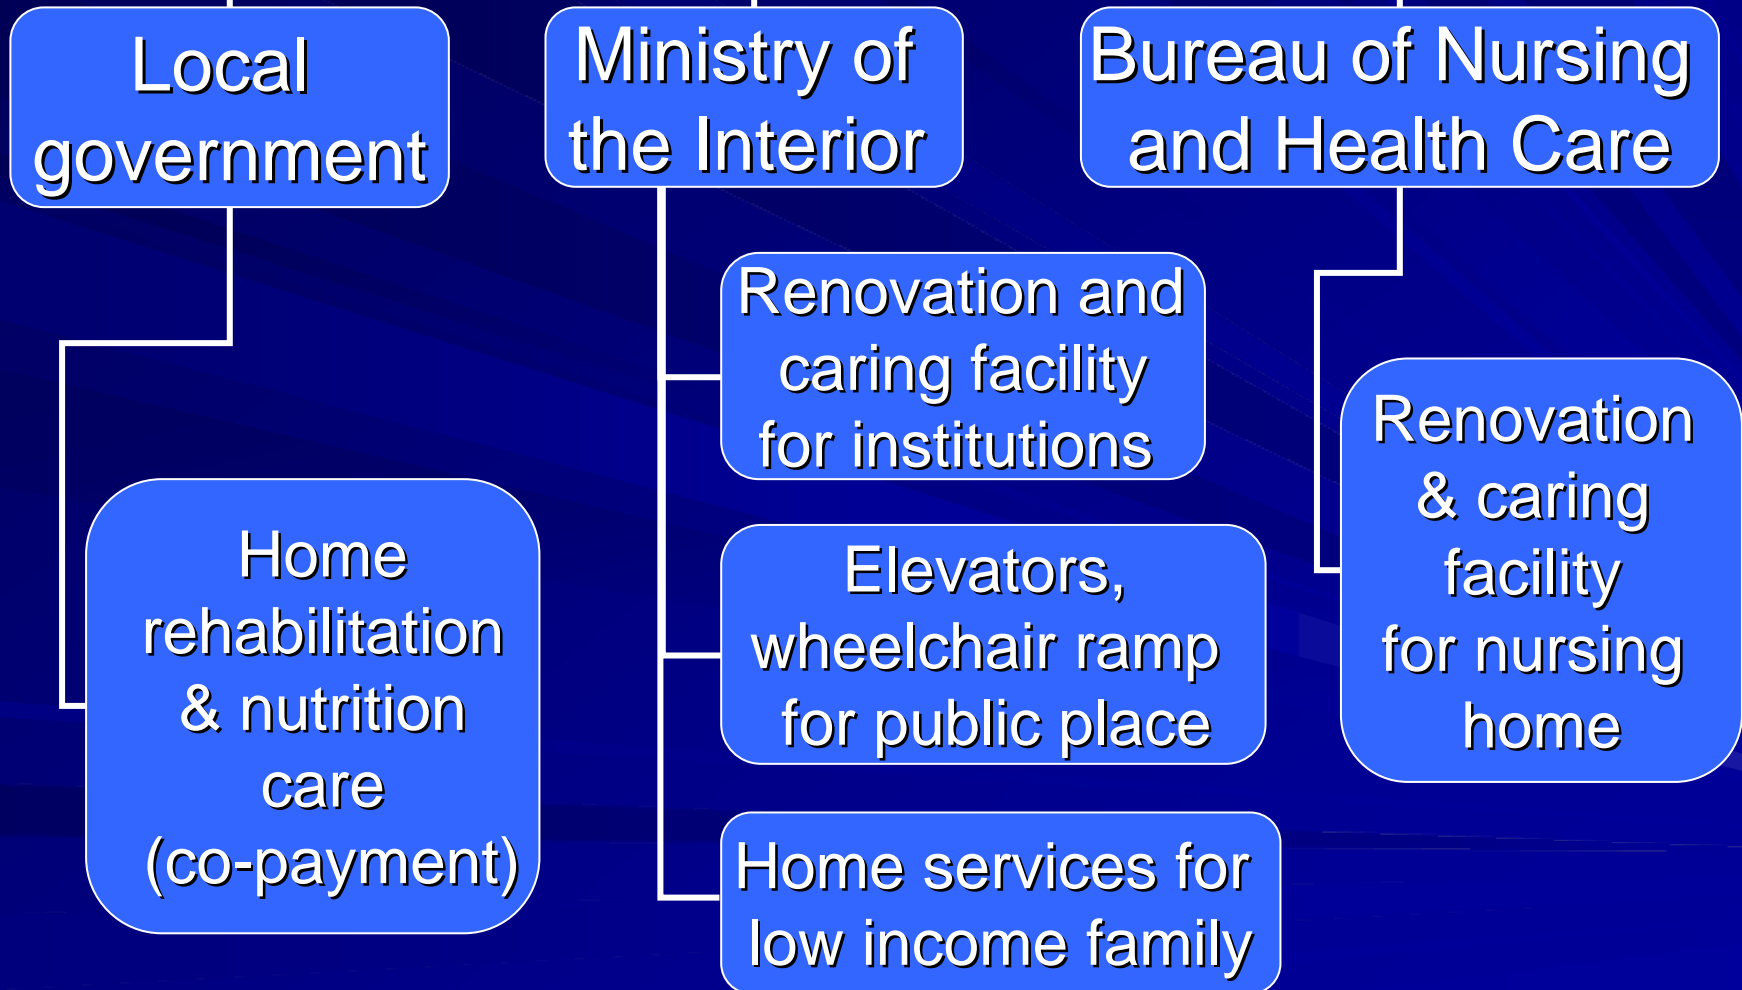 Local
government
Ministry of
the Interior
Bureau of Nursing
and Health Care
Renovation and
caring facility
for institutions
Elevators,
wheelchair ramp
for public place
Home services for
low income family
Home
rehabilitation
& nutrition
care
(co-payment)
Renovation
& caring
facility
for nursing
home